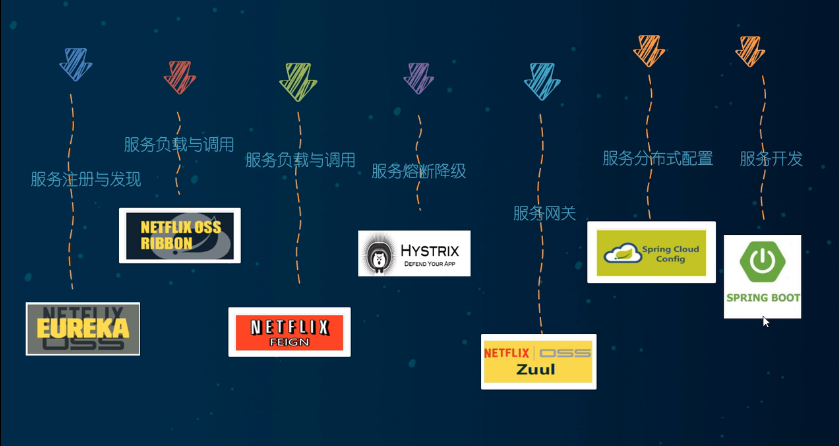 服务注册与发现
NETFLIX
EUREKA
OSS
服务负载与调用
NETFLIX OSS
RIBBON
服务负载与调用
NETFLIX
FEIGN
服务熔断降级
HYSTRIX
DEFEND YOUR APP
服务网关
NETFLIX OSS
Zuul
服务分布式配置
Spring Cloud
Config
服务开发
SPRING BOOT